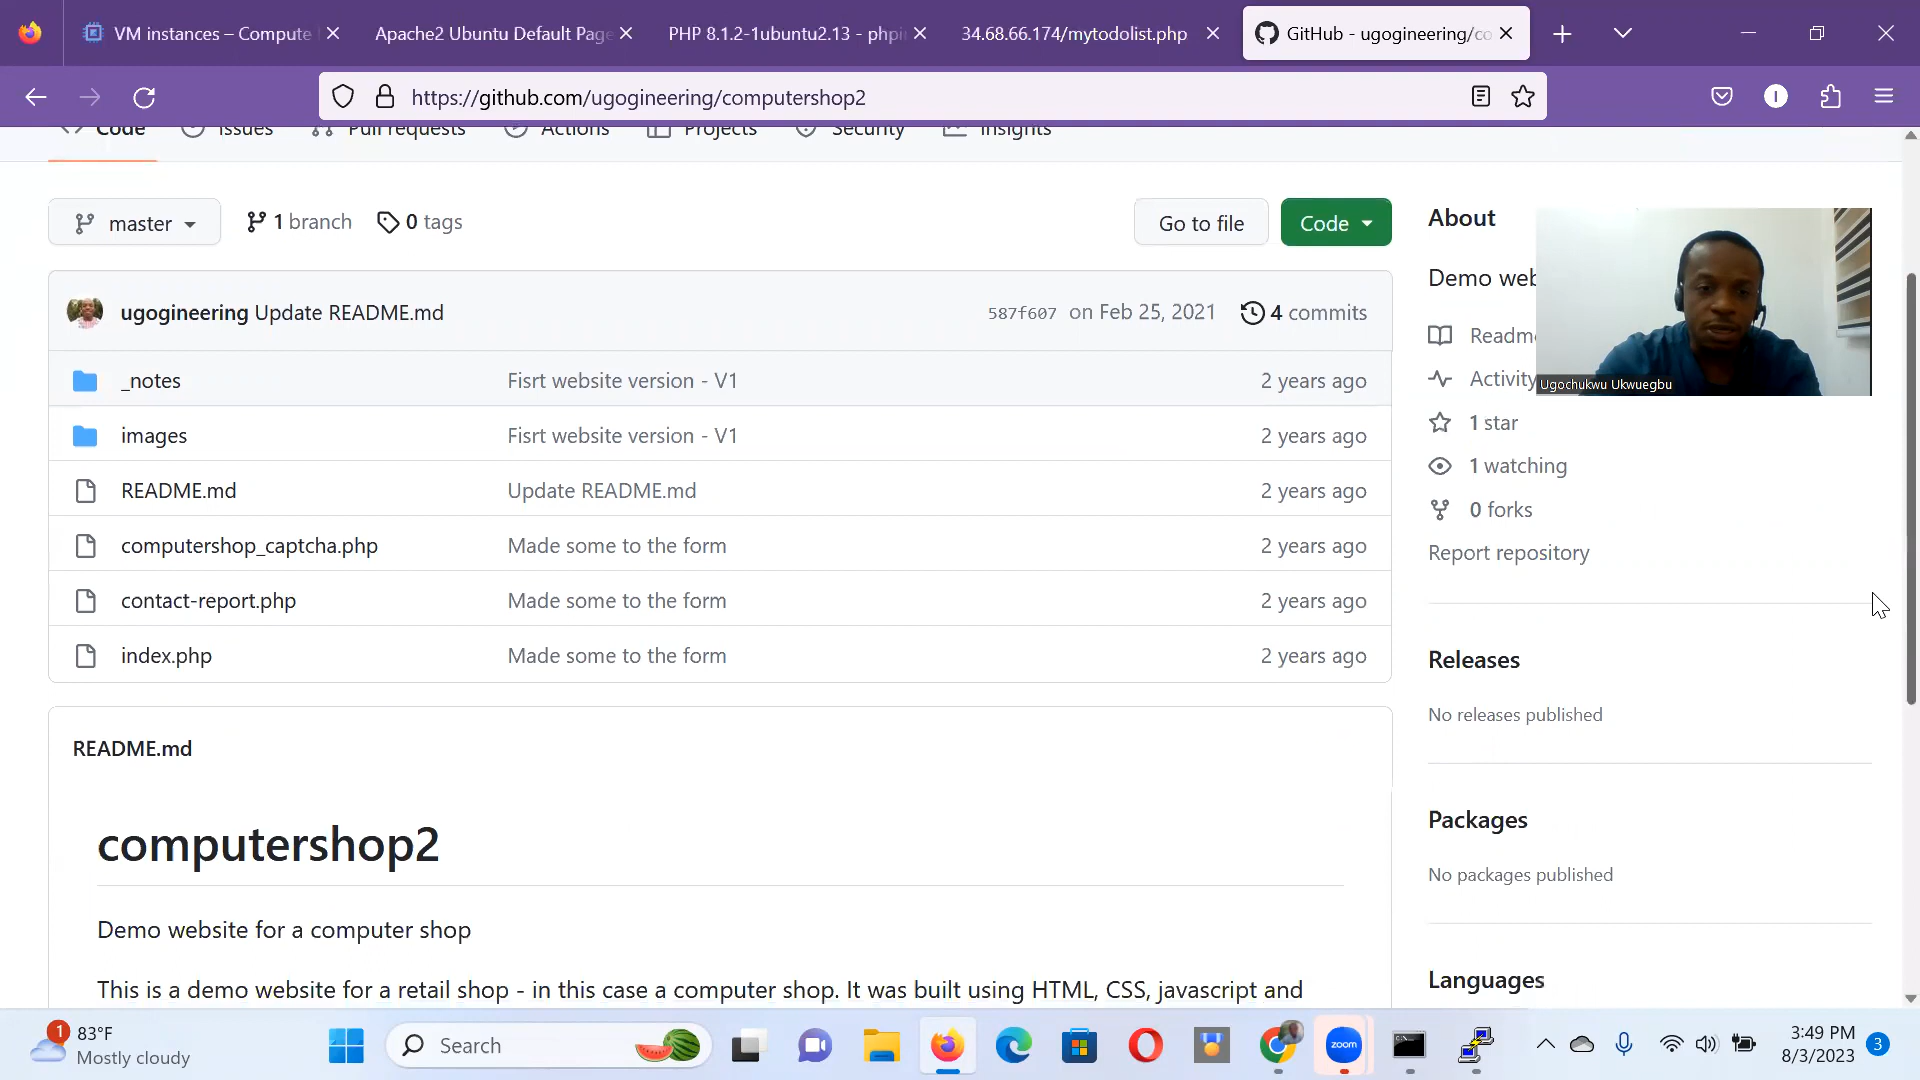 VM instances – Compute
Apache2 Ubuntu Default Page
PHP 8.1.2-1ubuntu2.13 - phpi
34.68.66.174/mytodolist.php
GitHub - ugogineering/co
https://github.com/ugogineering/computershop2
Code Issues Pull requests Actions Projects Security Insights
master
1 branch
0 tags
Go to file
Code
About
ugogineering Update README.md
587f607 on Feb 25, 2021
4 commits
Demo web
_notes Fisrt website version - V1 2 years ago
images Fisrt website version - V1 2 years ago
README.md Update README.md 2 years ago
computershop_captcha.php Made some to the form 2 years ago
contact-report.php Made some to the form 2 years ago
index.php Made some to the form 2 years ago
Readme
Activity
Ugochukwu Ukwuegbu
1 star
1 watching
0 forks
Report repository
Releases
No releases published
Packages
No packages published
Languages
README.md
computershop2
Demo website for a computer shop
This is a demo website for a retail shop - in this case a computer shop. It was built using HTML, CSS, javascript and
1
83°F
Mostly cloudy
Search
zoom
3:49 PM
8/3/2023
3